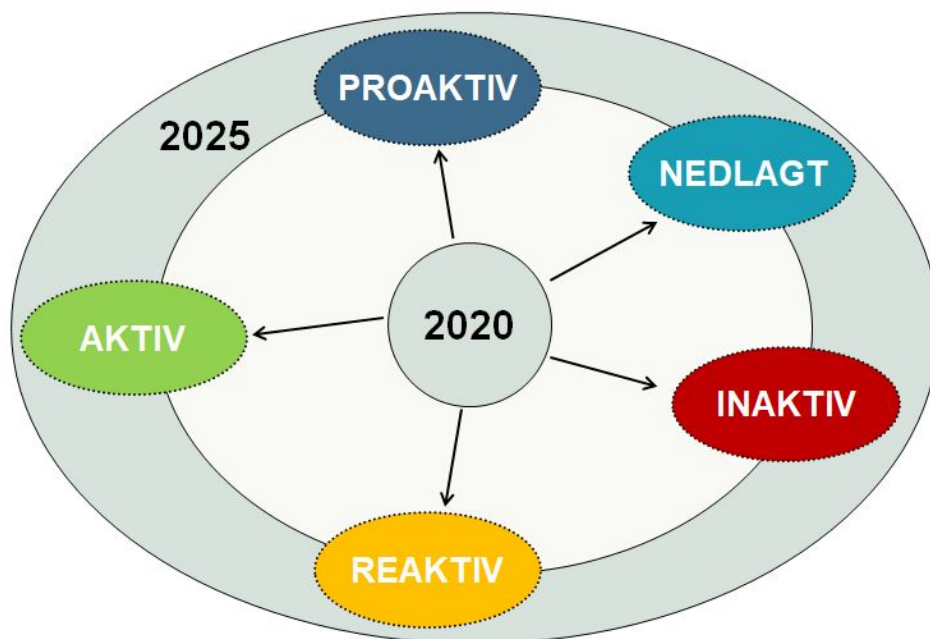 PROAKTIV
2025
NEDLAGT
2020
AKTIV
INAKTIV
REAKTIV